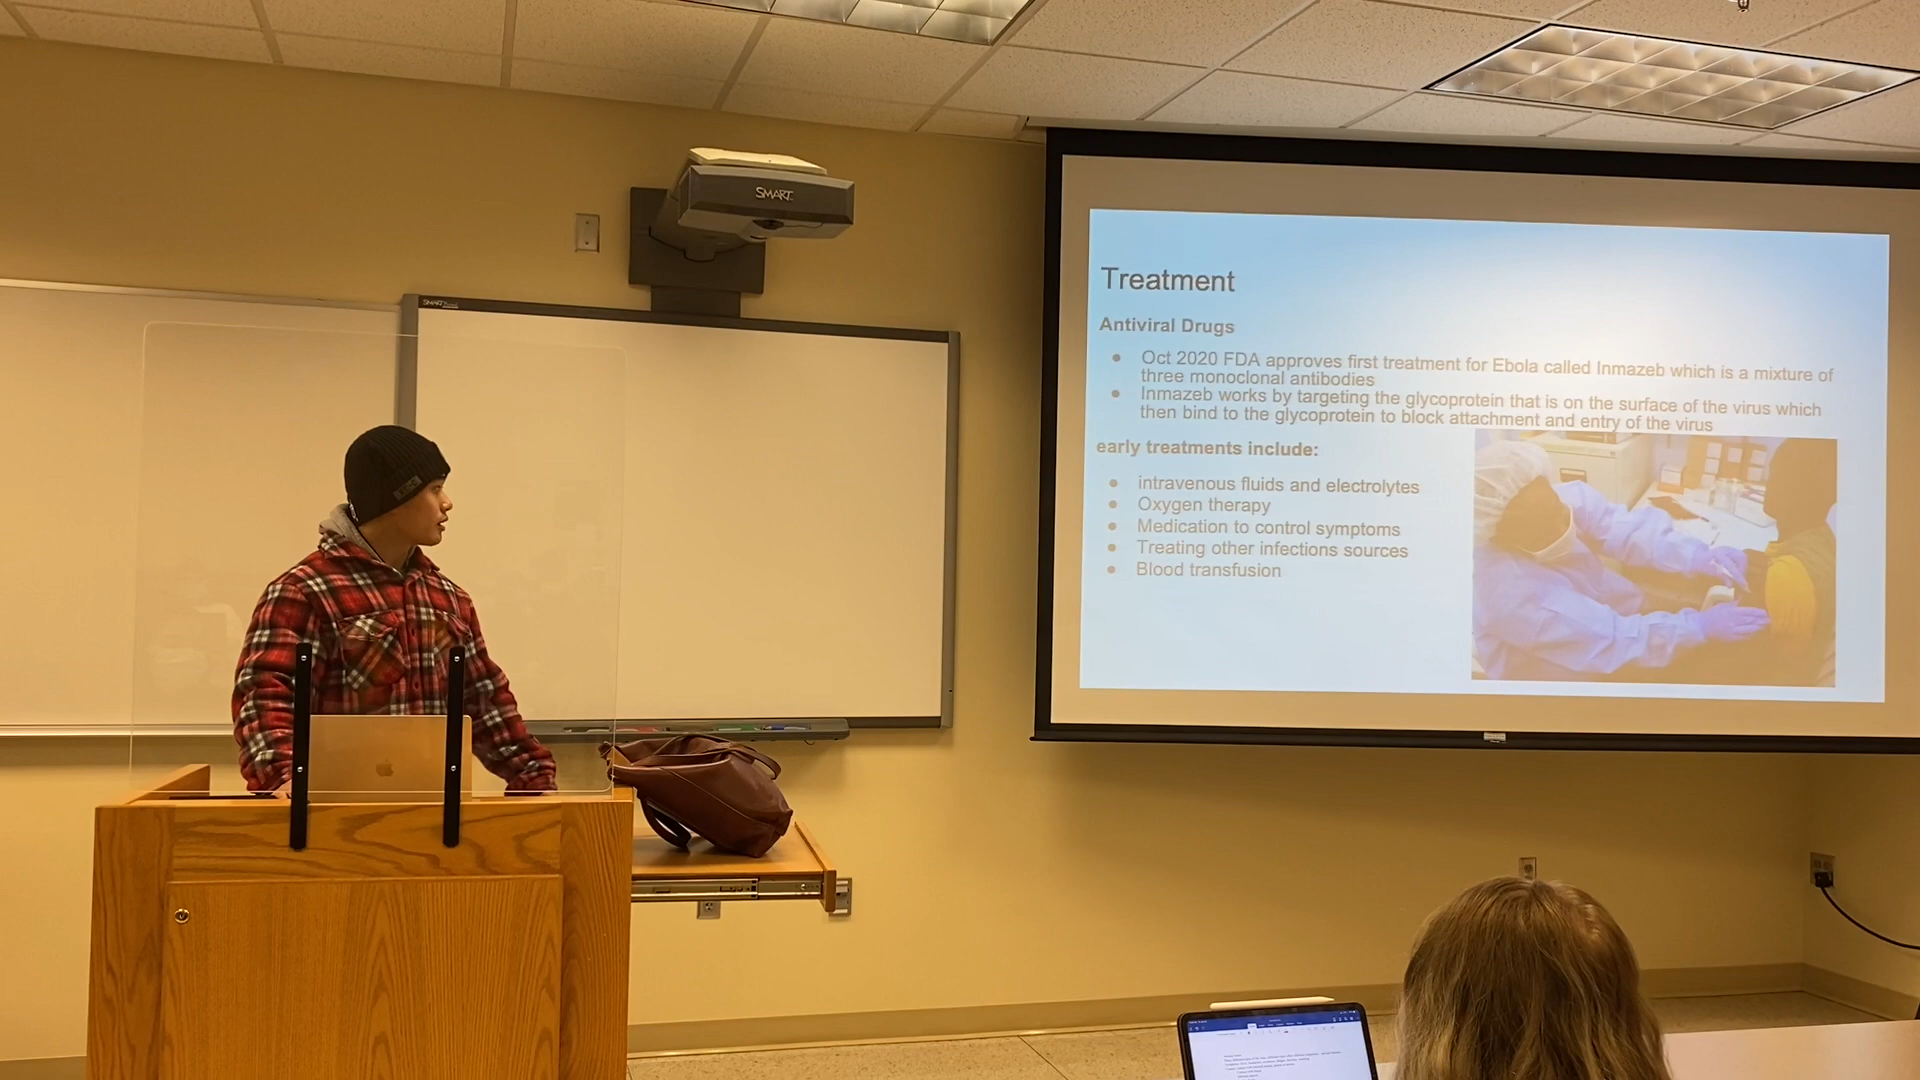 SMART
SMART
Treatment
Antiviral Drugs
● Oct 2020 FDA approves first treatment for Ebola called Inmazeb which is a mixture of
three monoclonal antibodies
● Inmazeb works by targeting the glycoprotein that is on the surface of the virus which
then bind to the glycoprotein to block attachment and entry of the virus
early treatments include:
● intravenous fluids and electrolytes
● Oxygen therapy
● Medication to control symptoms
● Treating other infections sources
● Blood transfusion